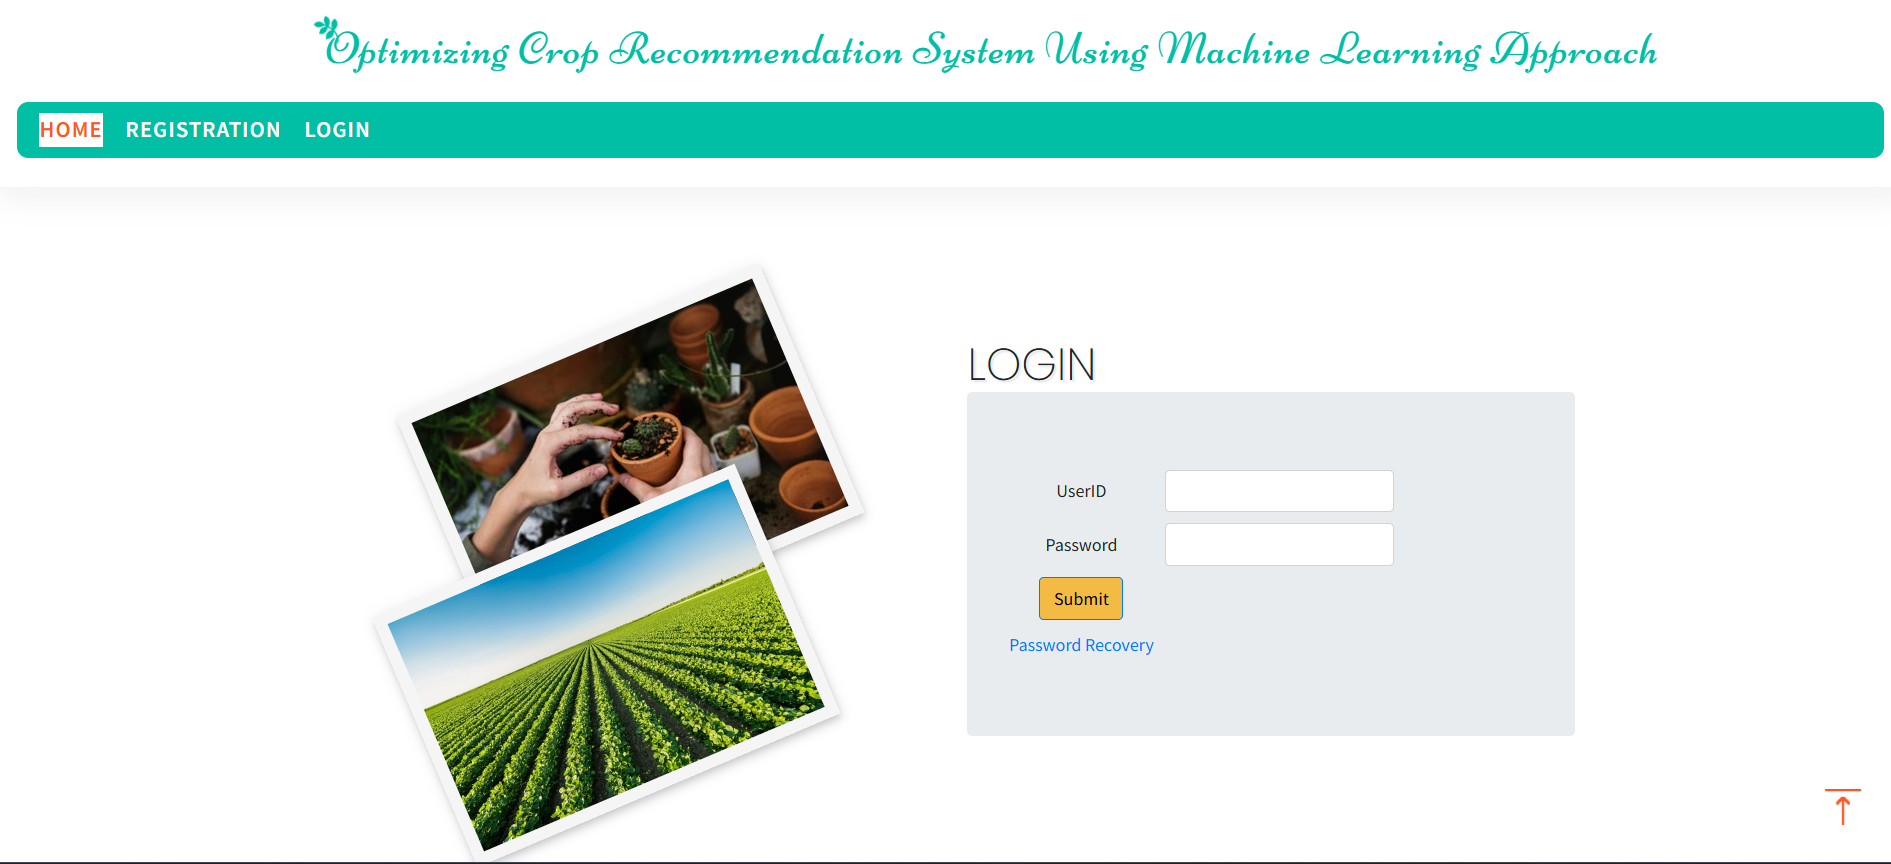 Optimizing Crop Recommendation System Using Machine Learning Approach
HOME REGISTRATION LOGIN
LOGIN
UserID
Password
Submit
Password Recovery